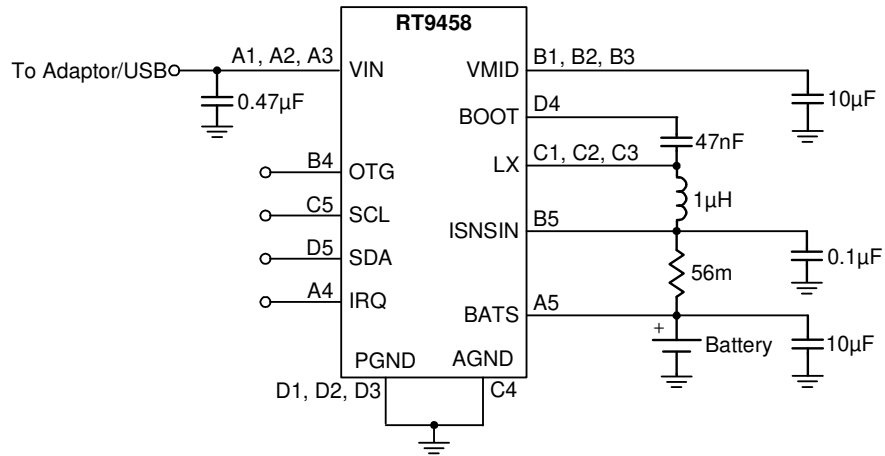 RT9458
To Adaptor/USB
A1, A2, A3
VIN
0.47µF
B4
OTG
C5
SCL
D5
SDA
A4
IRQ
VMID
B1, B2, B3
10µF
BOOT
D4
47nF
LX
C1, C2, C3
1µH
ISNSIN
B5
0.1µF
56m
BATS
A5
+
Battery
10µF
PGND
AGND
D1, D2, D3
C4